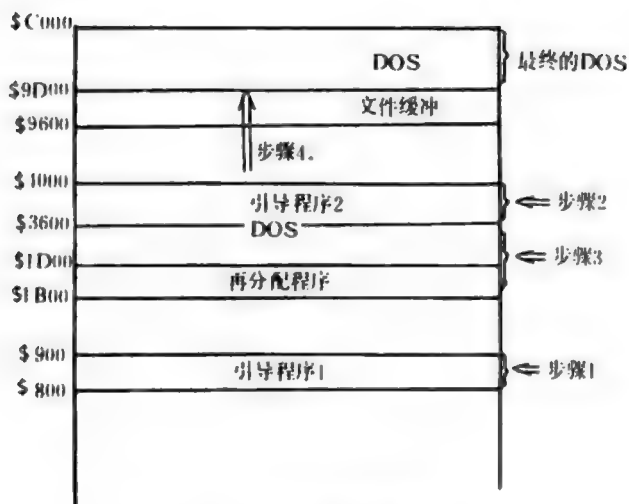 $C000
DOS
最终的DOS
$9D00
文件缓冲
$9600
步骤4.
$4000
引导程序2
步骤2
$3600
DOS
步骤3
$1D00
再分配程序
$1B00
$900
引导程序1
步骤1
$800